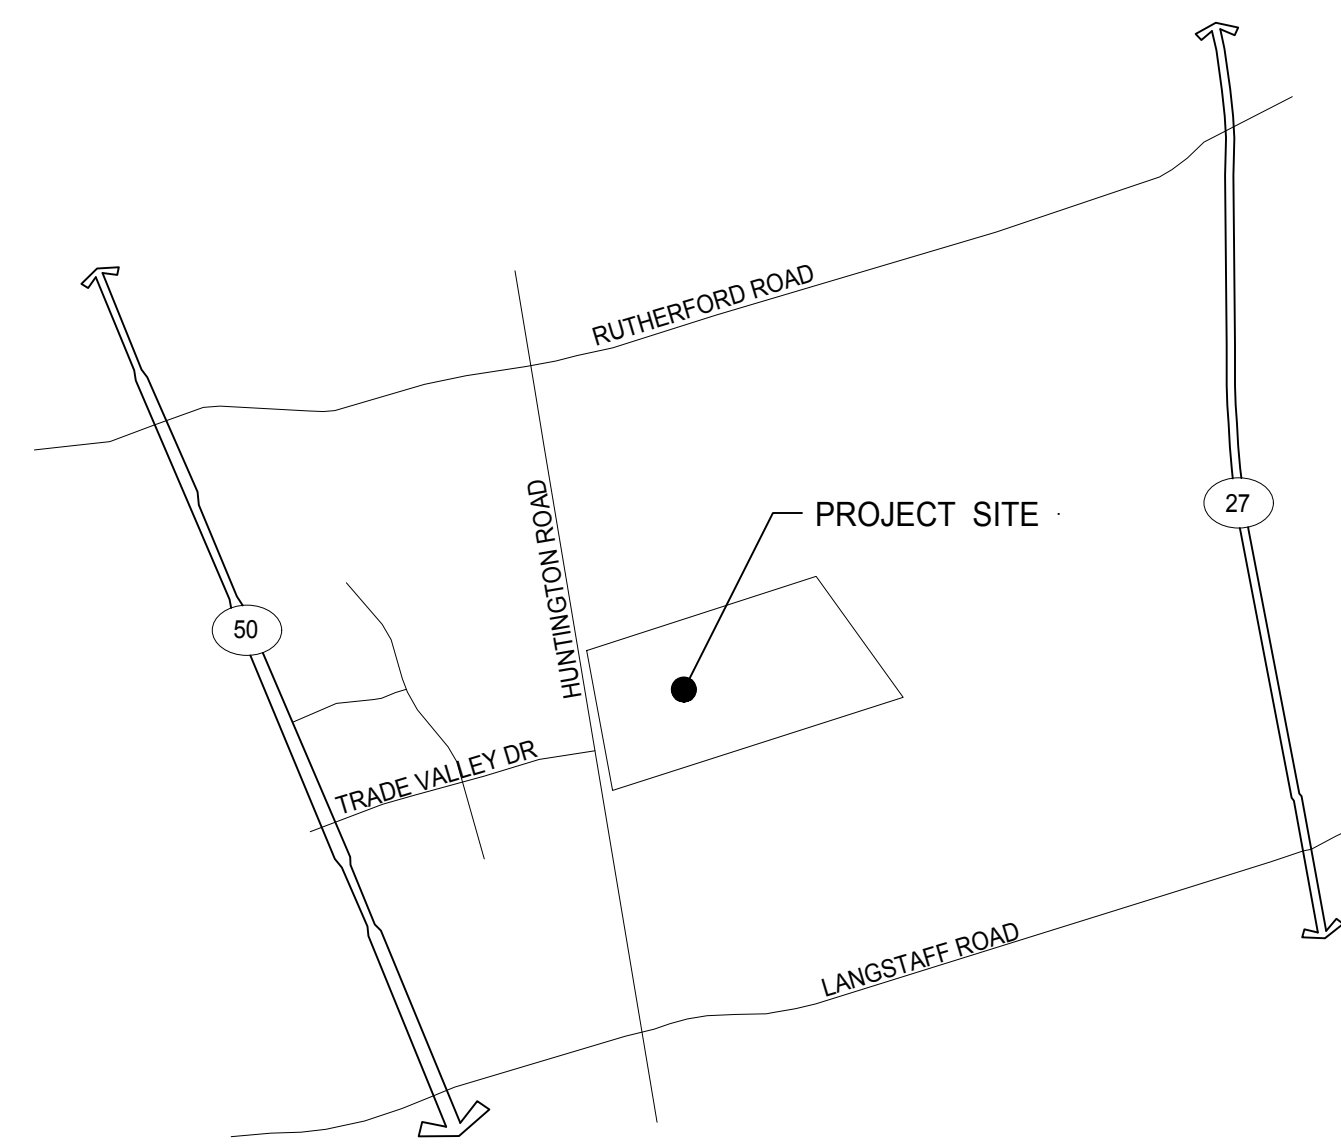 RUTHERFORD ROAD
HUNTINGTON ROAD
PROJECT SITE
27
50
TRADE VALLEY DR
LANGSTAFF ROAD